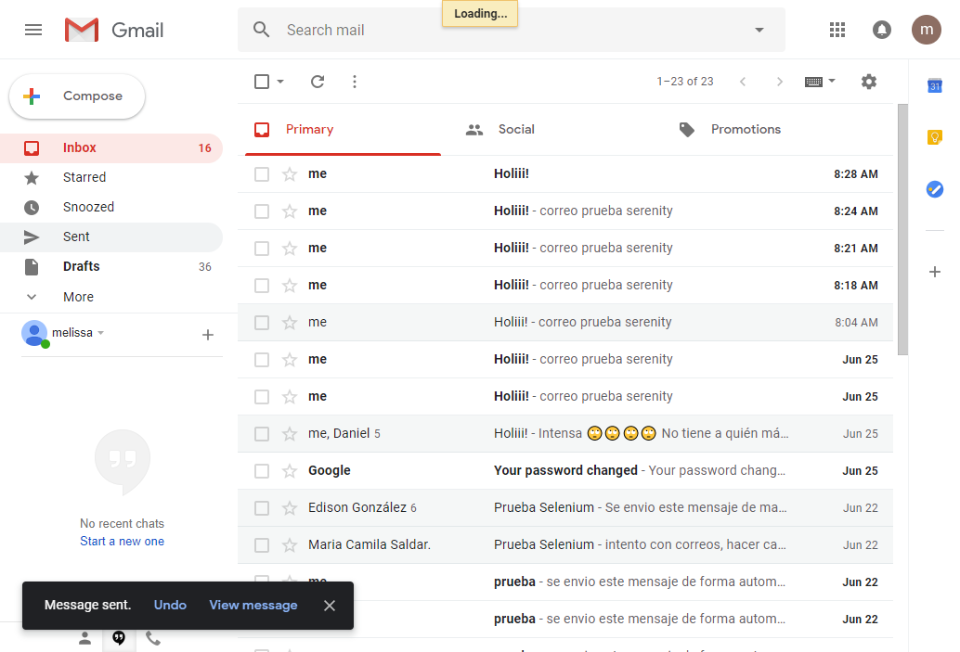 Loading...
Gmail
Search mail
m
Compose
1–23 of 23
31
Primary
Social
Promotions
Inbox 16
Starred
Snoozed
Sent
Drafts 36
More
melissa
No recent chats
Start a new one
me Holiii! 8:28 AM
me Holiii! - correo prueba serenity 8:24 AM
me Holiii! - correo prueba serenity 8:21 AM
me Holiii! - correo prueba serenity 8:18 AM
me Holiii! - correo prueba serenity 8:04 AM
me Holiii! - correo prueba serenity Jun 25
me Holiii! - correo prueba serenity Jun 25
me, Daniel 5 Holiii! - Intensa 🙄🙄🙄🙄 No tiene a quién má… Jun 25
Google Your password changed - Your password chang… Jun 25
Edison González 6 Prueba Selenium - Se envio este mensaje de ma… Jun 22
Maria Camila Saldar. Prueba Selenium - intento con correos, hacer ca… Jun 22
me prueba - se envio este mensaje de forma autom… Jun 22
prueba - se envio este mensaje de forma autom… Jun 22
Message sent. Undo View message